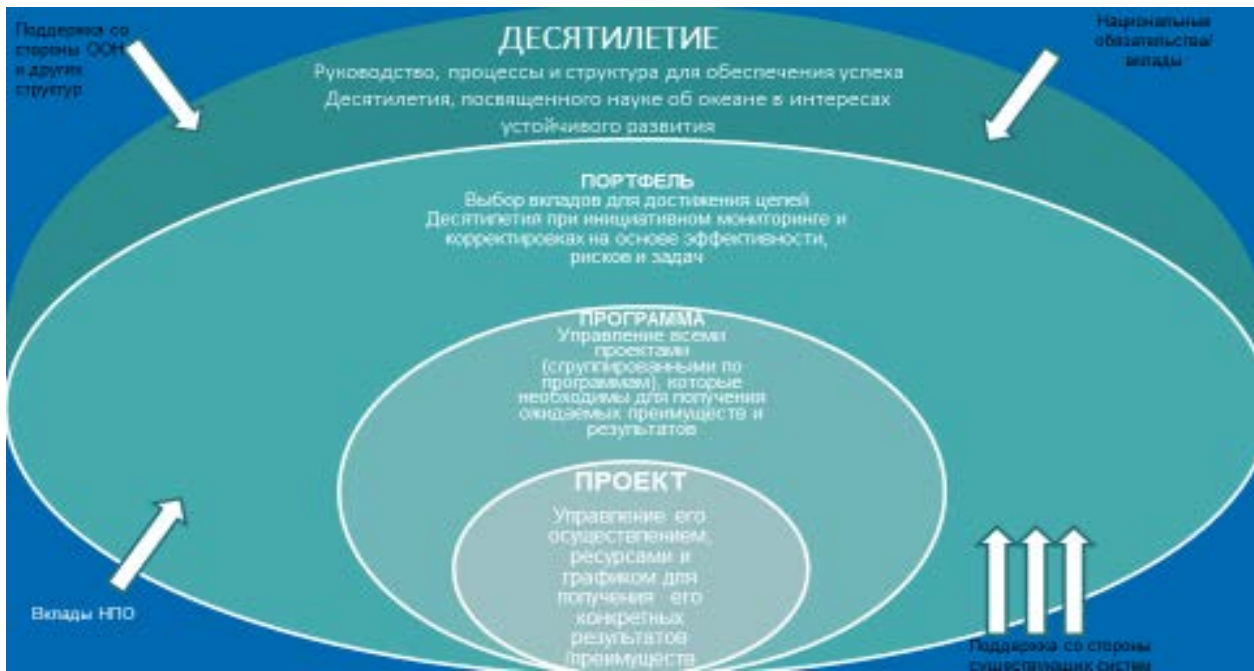 Поддержка со
стороны ООН
и других
структур
ДЕСЯТИЛЕТИЕ
Руководство, процессы и структура для обеспечения успеха
Десятилетия, посвященного науке об океане в интересах
устойчивого развития
Национальные
обязательства/
вклады
ПОРТФЕЛЬ
Выбор вкладов для достижения целей
Десятилетия при инициативном мониторинге и
корректировках на основе эффективности,
рисков и задач
ПРОГРАММА
Управление всеми
проектами
(сгруппированными по
программам), которые
необходимы для получения
ожидаемых преимуществ и
результатов
ПРОЕКТ
Управление его
осуществлением,
ресурсами и
графиком для
получения его
конкретных
результатов
/преимуществ
Вклады НПО
Поддержка со стороны
существующих систем